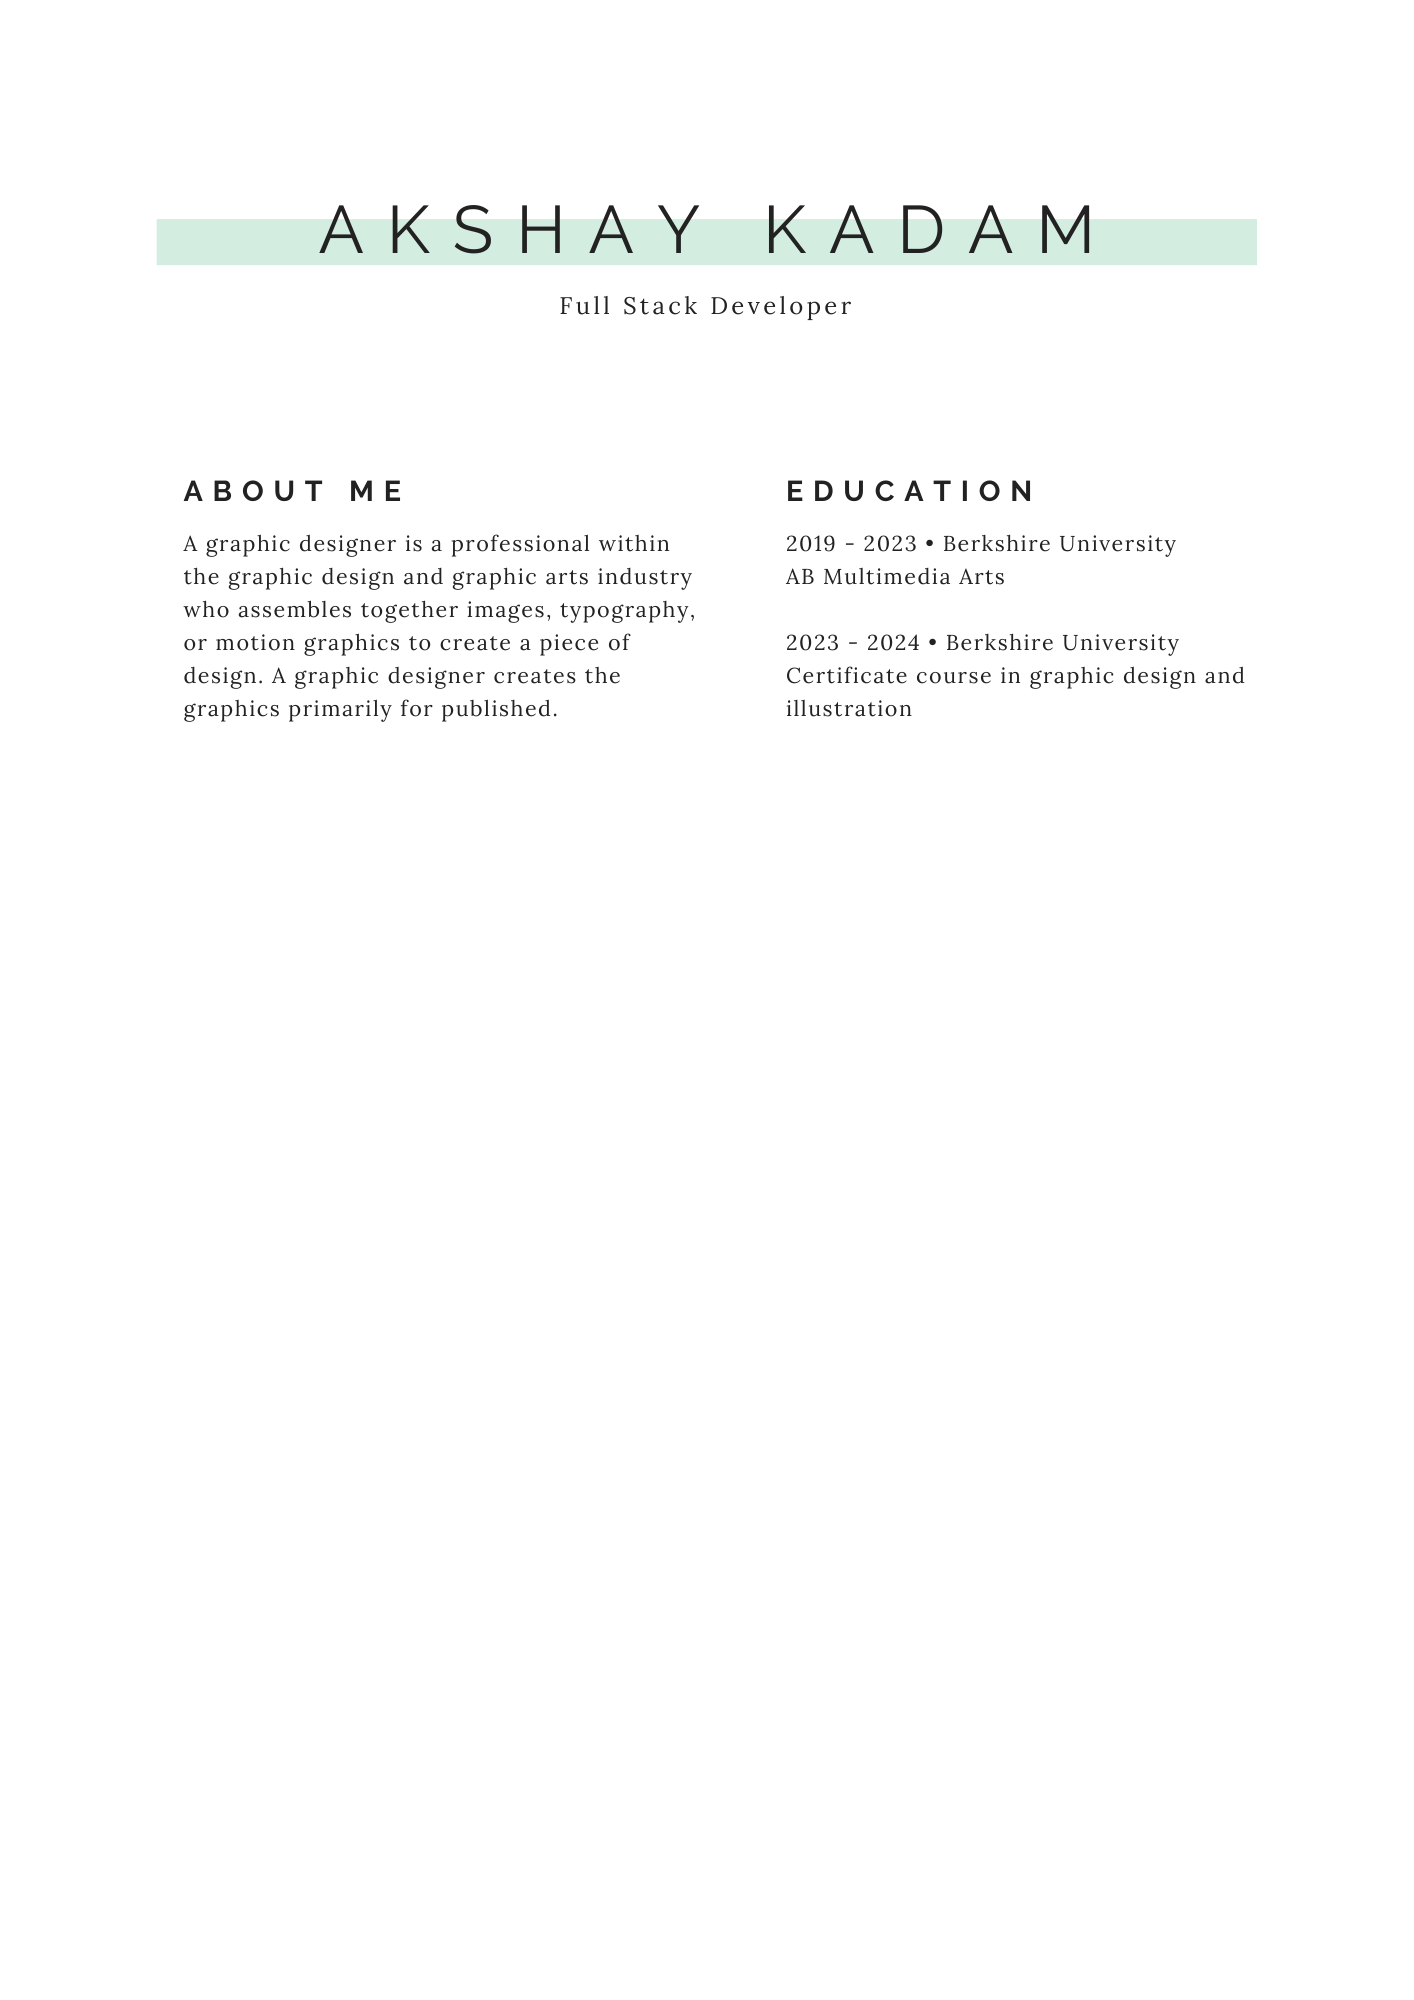 AKSHAY KADAM
Full Stack Developer
ABOUT ME
A graphic designer is a professional within
the graphic design and graphic arts industry
who assembles together images, typography,
or motion graphics to create a piece of
design. A graphic designer creates the
graphics primarily for published.
EDUCATION
2019 - 2023 • Berkshire University
AB Multimedia Arts
2023 - 2024 • Berkshire University
Certificate course in graphic design and
illustration